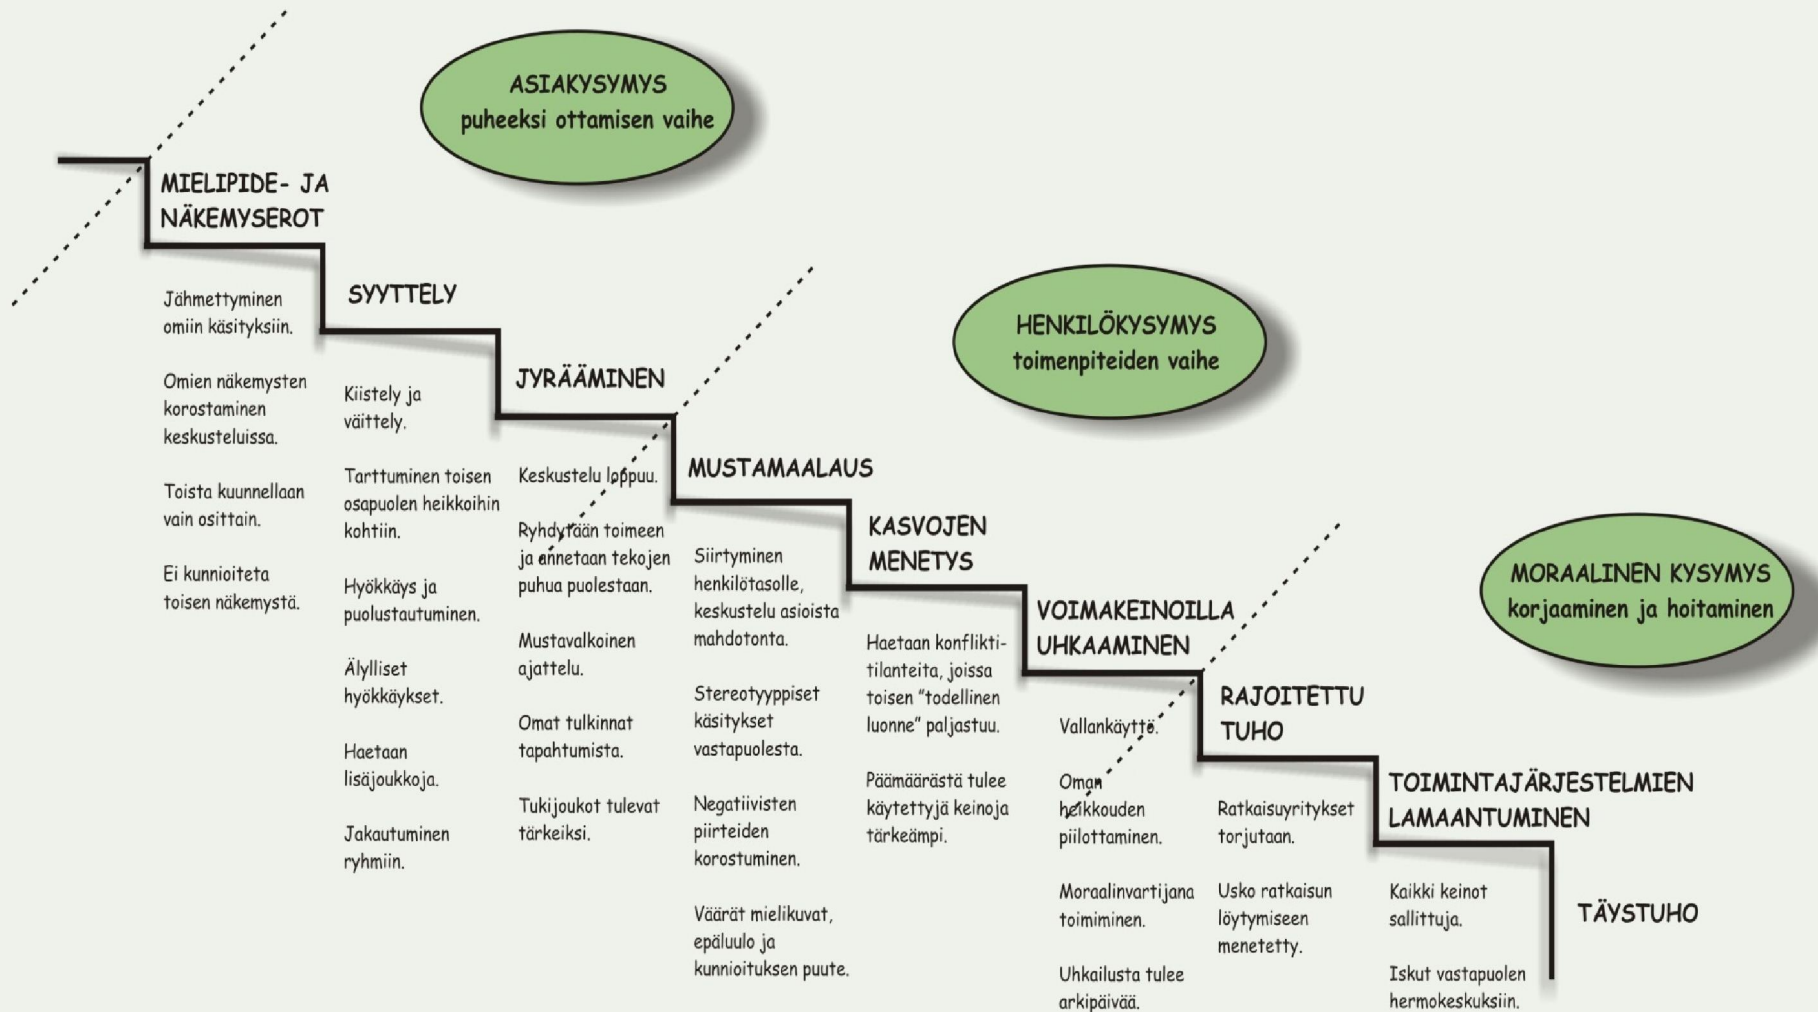 ASIAKYSYMYS
puheeksi ottamisen vaihe
MIELIPIDE- JA
NÄKEMYSEROT
Jähmettyminen
omiin käsityksiin.
Omien näkemysten
korostaminen
keskusteluissa.
Toista kuunnellaan
vain osittain.
Ei kunnioiteta
toisen näkemystä.
SYYTTELY
Kiistely ja
väittely.
Tarttuminen toisen
osapuolen heikkoihin
kohtiin.
Hyökkäys ja
puolustautuminen.
Älylliset
hyökkäykset.
Haetaan
lisäjoukkoja.
Jakautuminen
ryhmiin.
JYRÄÄMINEN
Keskustelu loppuu.
Ryhdytään toimeen
ja annetaan tekojen
puhua puolestaan.
Mustavalkoinen
ajattelu.
Omat tulkinnat
tapahtumista.
Tukijoukot tulevat
tärkeiksi.
HENKILÖKYSYMYS
toimenpiteiden vaihe
MUSTAMAALAUS
Siirtyminen
henkilötasolle,
keskustelu asioista
mahdotonta.
Stereotyyppiset
käsitykset
vastapuolesta.
Negatiivisten
piirteiden
korostuminen.
Väärät mielikuvat,
epäluulo ja
kunnioituksen puute.
KASVOJEN
MENETYS
Haetaan konflikti-
tilanteita, joissa
toisen "todellinen
luonne" paljastuu.
Päämäärästä tulee
käytettyjä keinoja
tärkeämpi.
VOIMAKEINOILLA
UHKAAMINEN
Vallankäyttö.
Oman
heikkouden
piilottaminen.
Moraalinvartijana
toimiminen.
Uhkailusta tulee
arkipäivää.
MORAALINEN KYSYMYS
korjaaminen ja hoitaminen
RAJOITETTU
TUHO
Ratkaisuyritykset
torjutaan.
Usko ratkaisun
löytymiseen
menetetty.
TOIMINTAJÄRJESTELMIEN
LAMAANTUMINEN
Kaikki keinot
sallittuja.
Iskut vastapuolen
hermokeskuksiin.
TÄYSTUHO